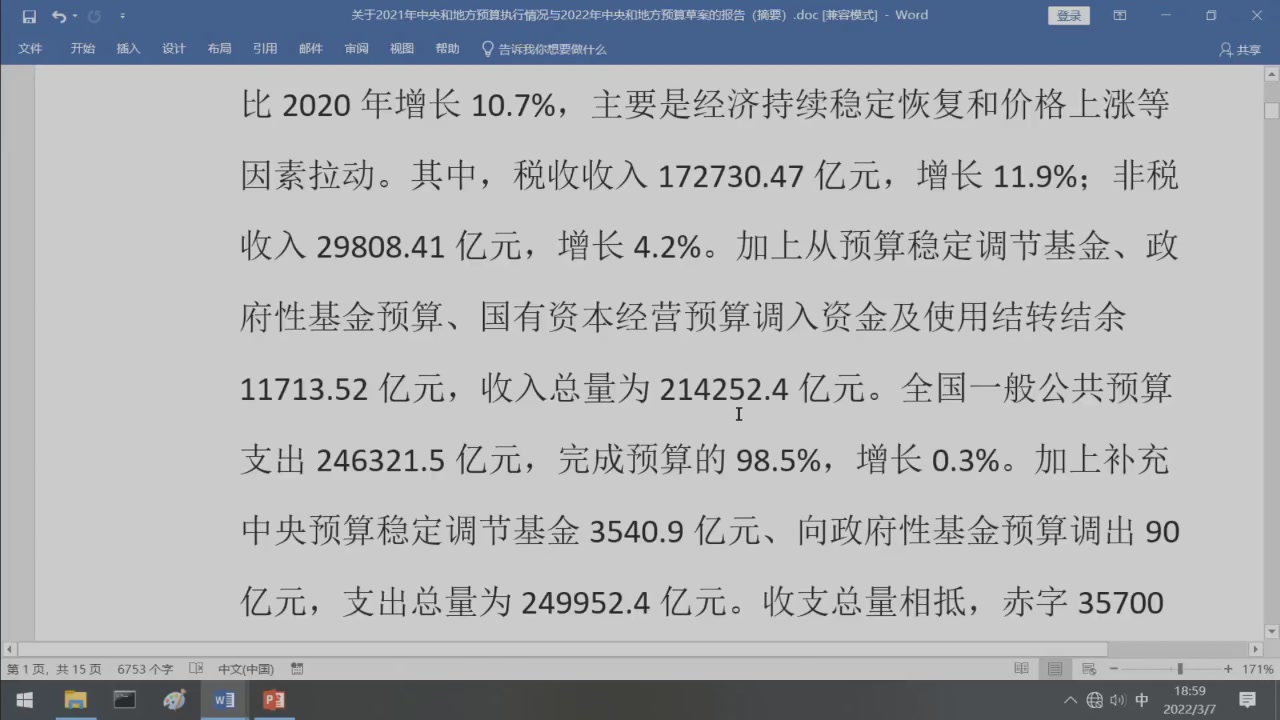 关于2021年中央和地方预算执行情况与2022年中央和地方预算草案的报告（摘要）.doc [兼容模式] - Word
登录
文件 开始 插入 设计 布局 引用 邮件 审阅 视图 帮助 告诉我你想要做什么 共享
比 2020 年增长 10.7%，主要是经济持续稳定恢复和价格上涨等
因素拉动。其中，税收收入 172730.47 亿元，增长 11.9%；非税
收入 29808.41 亿元，增长 4.2%。加上从预算稳定调节基金、政
府性基金预算、国有资本经营预算调入资金及使用结转结余
11713.52 亿元，收入总量为 214252.4 亿元。全国一般公共预算
支出 246321.5 亿元，完成预算的 98.5%，增长 0.3%。加上补充
中央预算稳定调节基金 3540.9 亿元、向政府性基金预算调出 90
亿元，支出总量为 249952.4 亿元。收支总量相抵，赤字 35700
第 1 页，共 15 页 6753 个字 中文(中国) 171%
中 18:59
2022/3/7